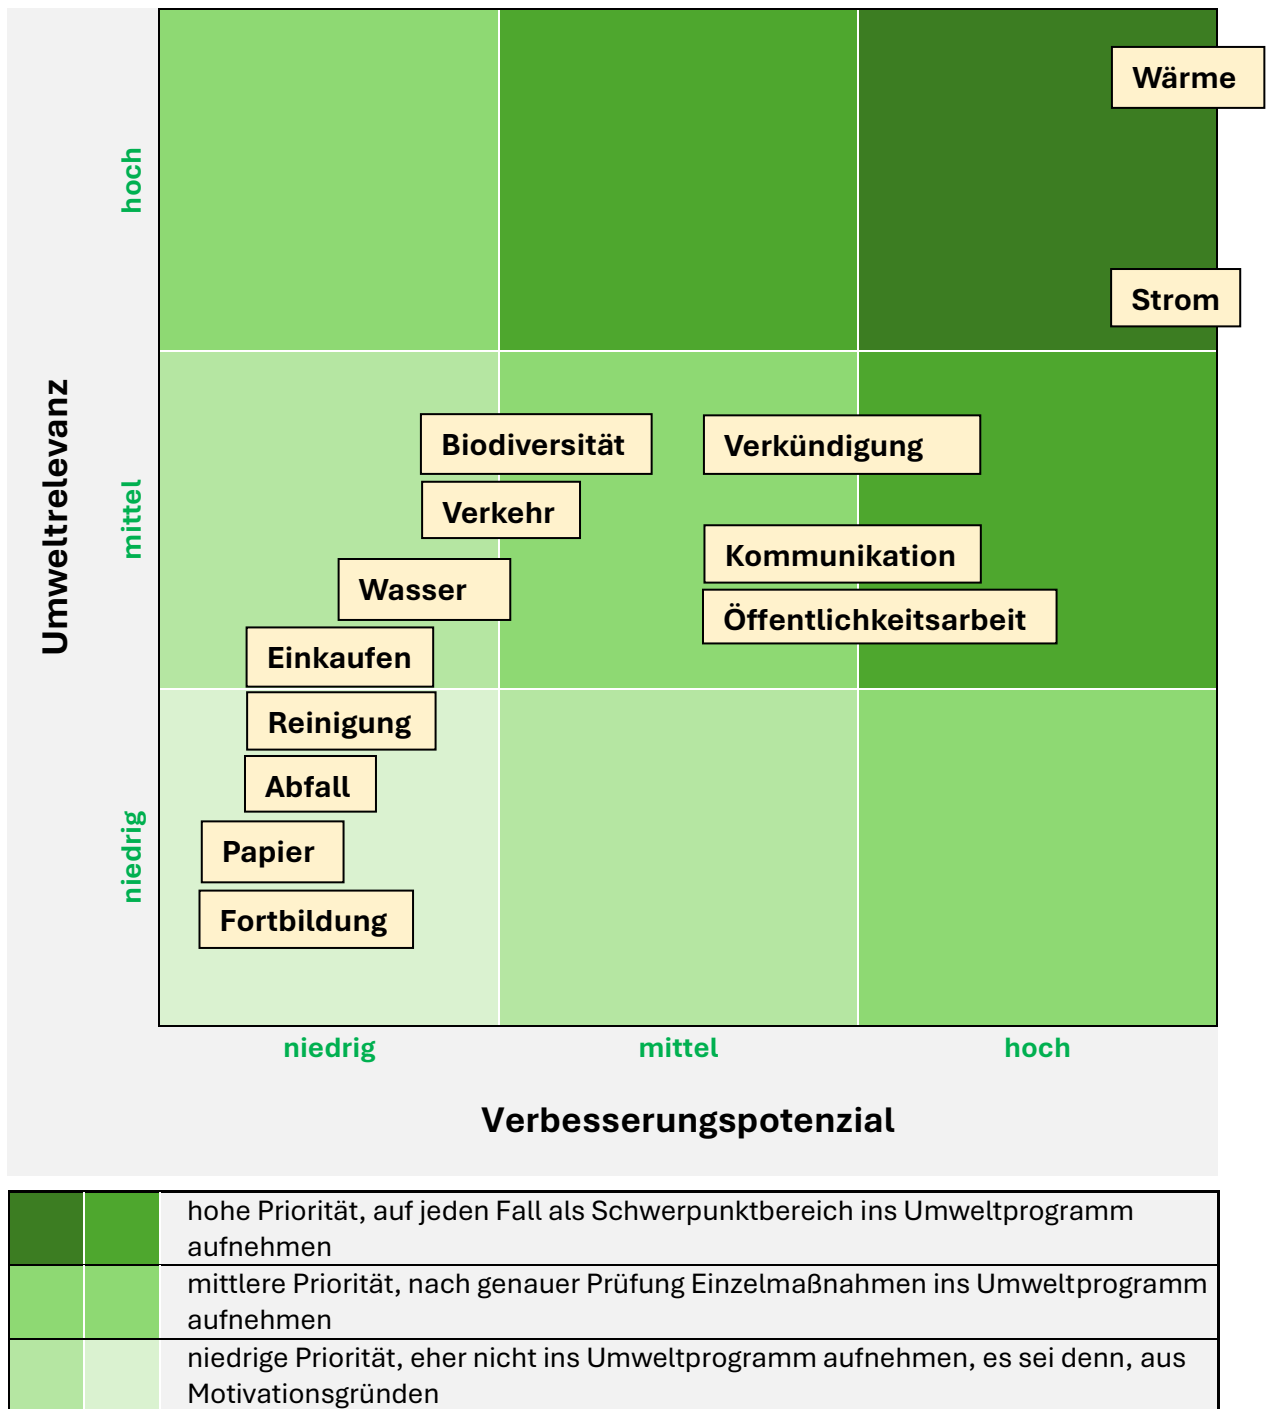 Wärme
hoch
Strom
Umweltrelevanz
mittel
Biodiversität
Verkündigung
Verkehr
Kommunikation
Wasser
Öffentlichkeitsarbeit
Einkaufen
Reinigung
Abfall
niedrig
Papier
Fortbildung
niedrig
mittel
hoch
Verbesserungspotenzial
hohe Priorität, auf jeden Fall als Schwerpunktbereich ins Umweltprogramm
aufnehmen
mittlere Priorität, nach genauer Prüfung Einzelmaßnahmen ins Umweltprogramm
aufnehmen
niedrige Priorität, eher nicht ins Umweltprogramm aufnehmen, es sei denn, aus
Motivationsgründen